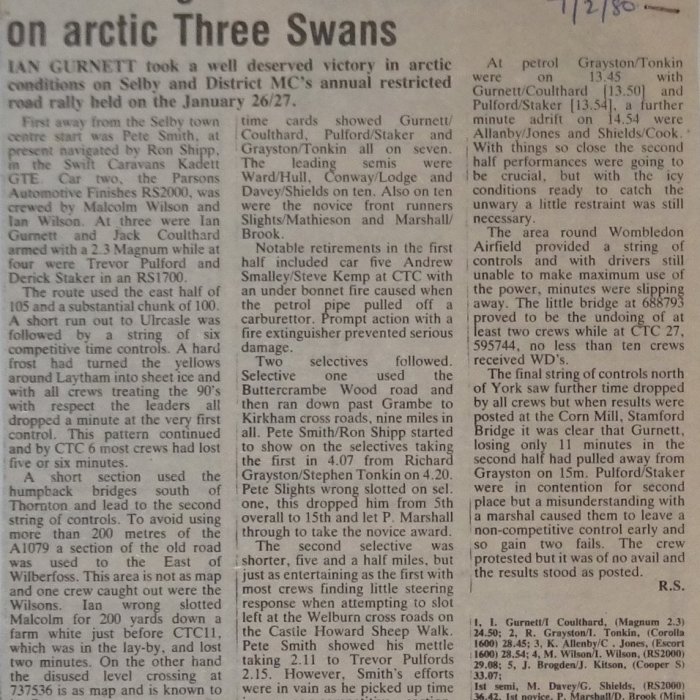 7/2/80
on arctic Three Swans
IAN GURNETT took a well deserved victory in arctic
conditions on Selby and District MC's annual restricted
road rally held on the January 26/27.
First away from the Selby town
centre start was Pete Smith, at
present navigated by Ron Shipp,
in the Swift Caravans Kadett
GTE. Car two, the Parsons
Automotive Finishes RS2000, was
crewed by Malcolm Wilson and
Ian Wilson. At three were Ian
Gurnett and Jack Coulthard
armed with a 2.3 Magnum while at
four were Trevor Pulford and
Derick Staker in an RS1700.
The route used the east half of
105 and a substantial chunk of 100.
A short run out to Ulrcasle was
followed by a string of six
competitive time controls. A hard
frost had turned the yellows
around Laytham into sheet ice and
with all crews treating the 90's
with respect the leaders all
dropped a minute at the very first
control. This pattern continued
and by CTC 6 most crews had lost
five or six minutes.
A short section used the
humpback bridges south of
Thornton and lead to the second
string of controls. To avoid using
more than 200 metres of the
A1079 a section of the old road
was used to the East of
Wilberfoss. This area is not as map
and one crew caught out were the
Wilsons. Ian wrong slotted
Malcolm for 200 yards down a
farm white just before CTC11,
which was in the lay-by, and lost
two minutes. On the other hand
the disused level crossing at
737536 is as map and is known to
time cards showed Gurnett/
Coulthard, Pulford/Staker and
Grayston/Tonkin all on seven.
The leading semis were
Ward/Hull, Conway/Lodge and
Davey/Shields on ten. Also on ten
were the novice front runners
Slights/Mathieson and Marshall/
Brook.
Notable retirements in the first
half included car five Andrew
Smalley/Steve Kemp at CTC with
an under bonnet fire caused when
the petrol pipe pulled off a
carburettor. Prompt action with a
fire extinguisher prevented serious
damage.
Two selectives followed.
Selective one used the
Buttercrambe Wood road and
then ran down past Grambe to
Kirkham cross roads, nine miles in
all. Pete Smith/Ron Shipp started
to show on the selectives taking
the first in 4.07 from Richard
Grayston/Stephen Tonkin on 4.20.
Pete Slights wrong slotted on sel.
one, this dropped him from 5th
overall to 15th and let P. Marshall
through to take the novice award.
The second selective was
shorter, five and a half miles, but
just as entertaining as the first with
most crews finding little steering
response when attempting to slot
left at the Welburn cross roads on
the Castle Howard Sheep Walk.
Pete Smith showed his mettle
taking 2.11 to Trevor Pulfords
2.15. However, Smith's efforts
were in vain as he picked up time
At petrol Grayston/Tonkin
were on 13.45 with
Gurnett/Coulthard [13.50] and
Pulford/Staker [13.54], a further
minute adrift on 14.54 were
Allanby/Jones and Shields/Cook.
With things so close the second
half performances were going to
be crucial, but with the icy
conditions ready to catch the
unwary a little restraint was still
necessary.
The area round Wombledon
Airfield provided a string of
controls and with drivers still
unable to make maximum use of
the power, minutes were slipping
away. The little bridge at 688793
proved to be the undoing of at
least two crews while at CTC 27,
595744, no less than ten crews
received WD's.
The final string of controls north
of York saw further time dropped
by all crews but when results were
posted at the Corn Mill, Stamford
Bridge it was clear that Gurnett,
losing only 11 minutes in the
second half had pulled away from
Grayston on 15m. Pulford/Staker
were in contention for second
place but a misunderstanding with
a marshal caused them to leave a
non-competitive control early and
so gain two fails. The crew
protested but it was of no avail and
the results stood as posted.
R.S.
1, I. Gurnett/I Coulthard, (Magnum 2.3)
24.50; 2, R. Grayston/I. Tonkin, (Corolla
1600) 28.45; 3, K. Allenby/C . Jones, (Escort
1600) 28.54; 4, M. Wilson/I. Wilson, (RS2000)
29.08; 5, J. Brogden/J. Kitson, (Cooper S)
33.07;
1st semi, M. Davey/G. Shields, (RS2000)
36.42. 1st novice, P. Marshall/D. Brook (Mini